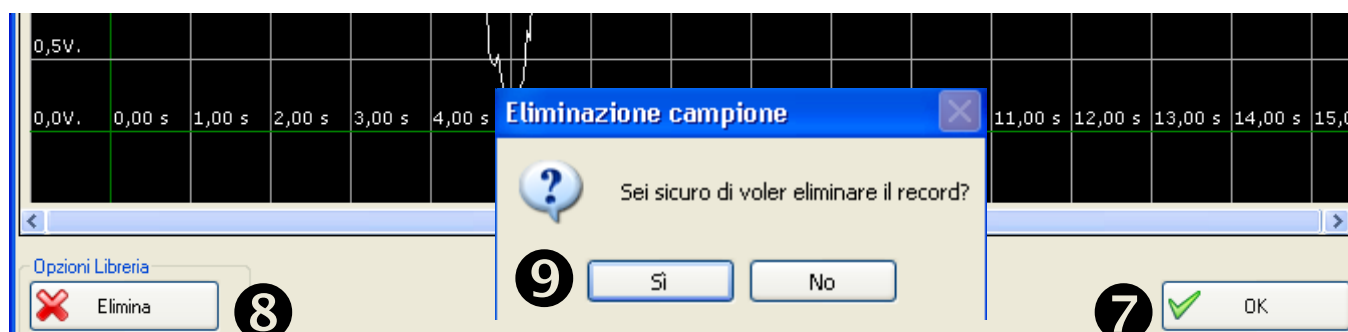 0,5V.
0,0V. 0,00 s 1,00 s 2,00 s 3,00 s 4,00 s 11,00 s 12,00 s 13,00 s 14,00 s 15,0
Eliminazione campione
Sei sicuro di voler eliminare il record?
9 Sì No
Opzioni Libreria
Elimina 8 7 OK